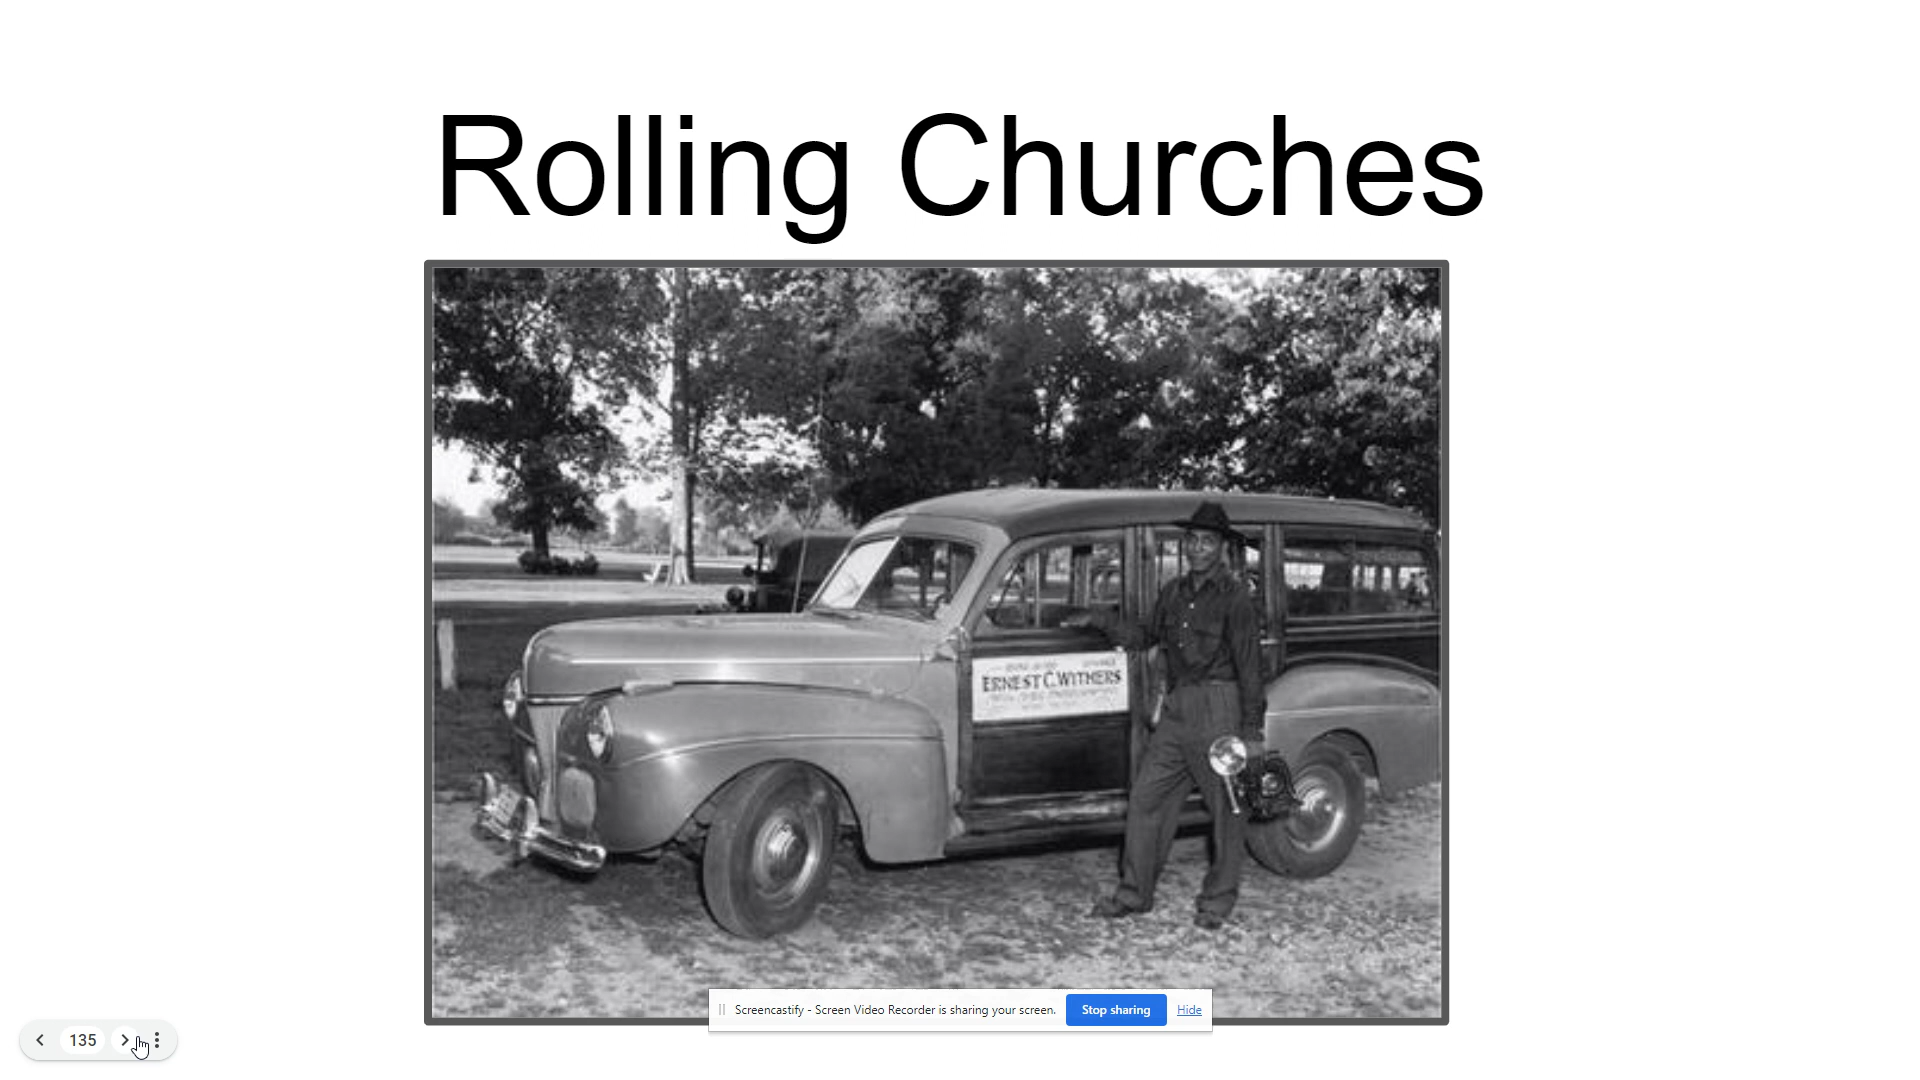 Rolling Churches
ERNEST C. WITHERS
Screencastify - Screen Video Recorder is sharing your screen.
Stop sharing
Hide
135